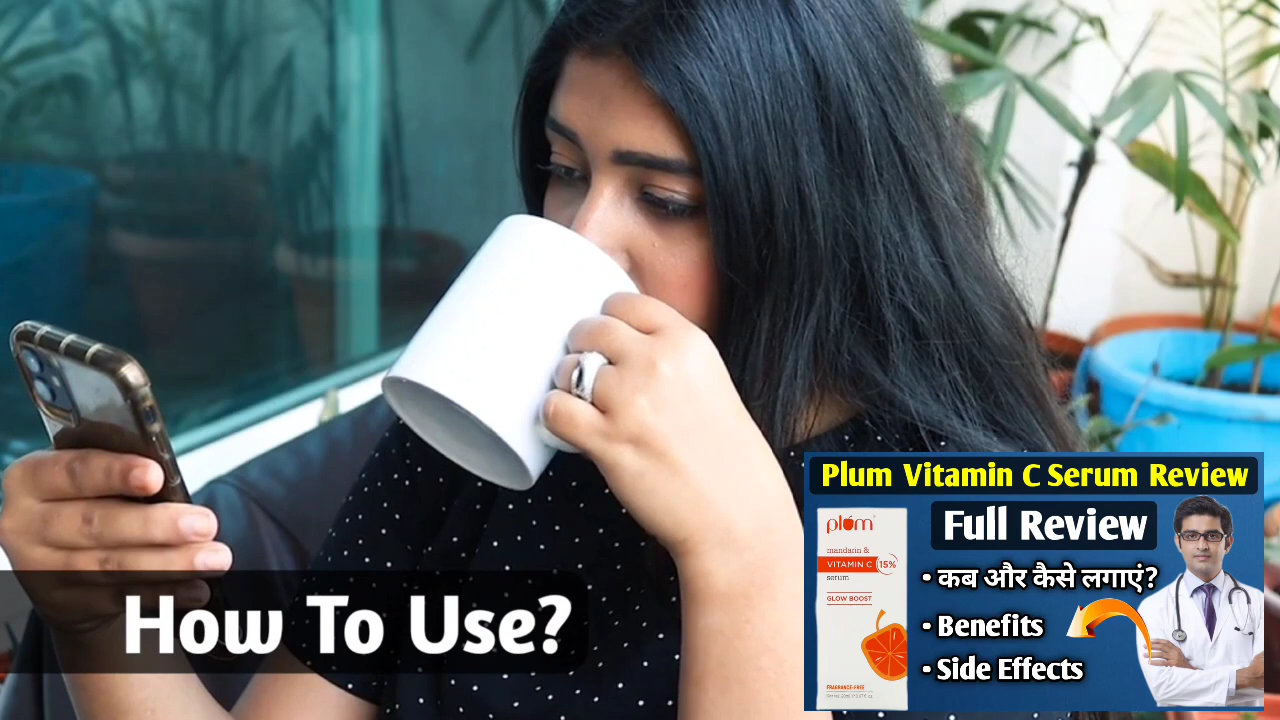 How To Use?
Plum Vitamin C Serum Review
Full Review
• कब और कैसे लगाएं?
• Benefits
• Side Effects
plum
mandarin &
VITAMIN C 15%
serum
GLOW BOOST
FRAGRANCE-FREE